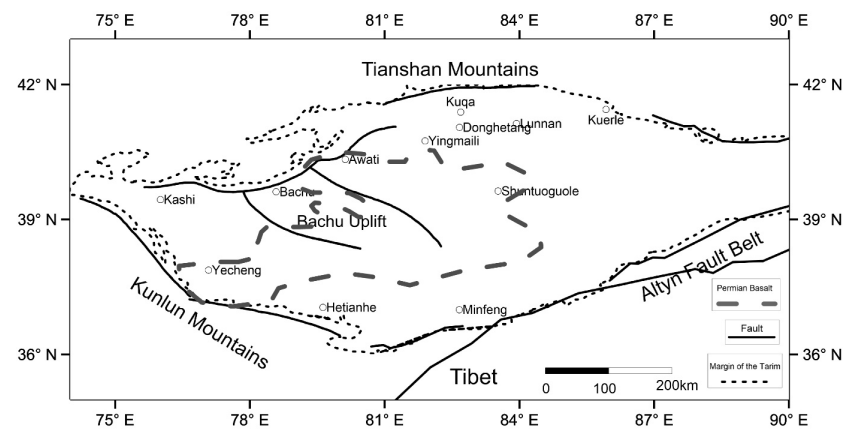 75° E 78° E 81° E 84° E 87° E 90° E
42° N 42° N
Tianshan Mountains
Kuqa
Donghetang Lunnan Kuerle
Yingmaili
Awati
Kashi Bachu Shuntuoguole
39° N 39° N
Bachu Uplift
Yecheng
Altyn Fault Belt
Kunlun Mountains
Permian Basalt
Hetianhe Minfeng
Fault
36° N 36° N
Margin of the Tarim
Tibet
0 100 200km
75° E 78° E 81° E 84° E 87° E 90° E